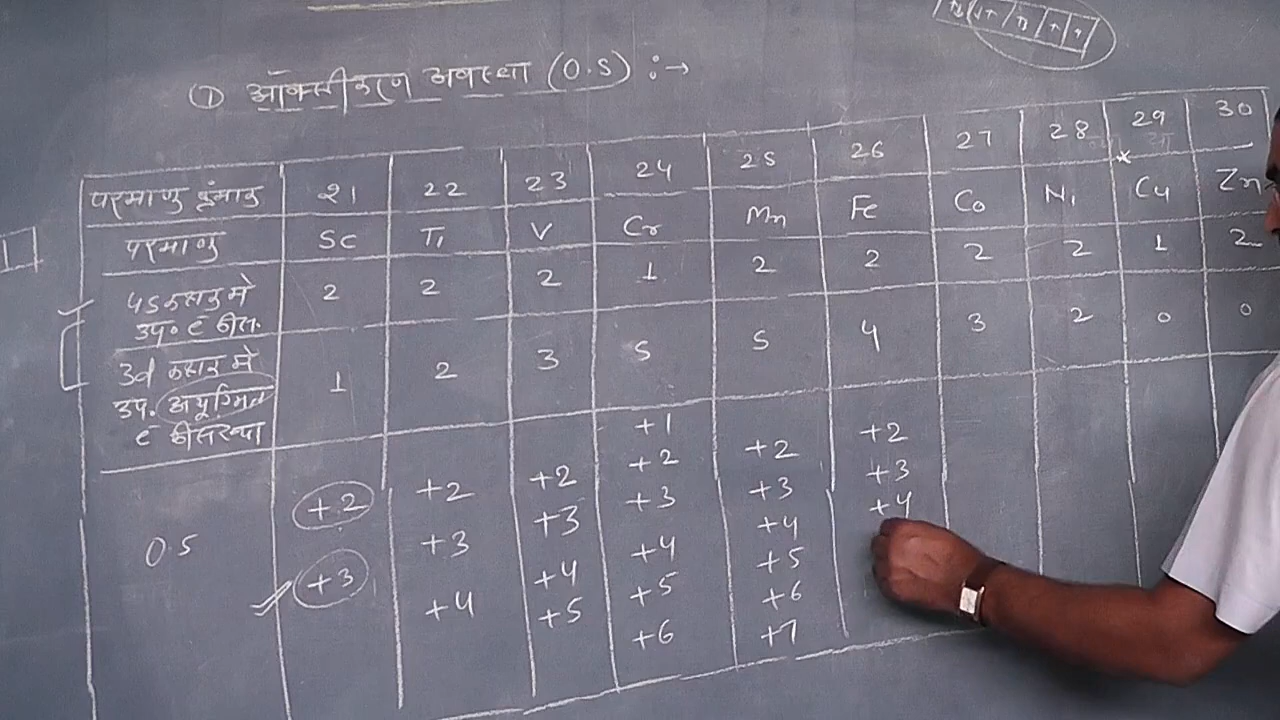 ① ऑक्सीकरण अवस्था (O.S) :→
परमाणु क्रमांक 21 22 23 24 25 26 27 28 29 30
परमाणु Sc Ti V Cr Mn Fe Co Ni Cu Zn
4s कक्षक मे 2 2 2 1 2 2 2 2 1 2
उप. e
3d कक्षक मे 1 2 3 5 5 4 3 2 0 0
उप. अयुग्मित
e
O.S
+2
+3
+2
+3
+4
+2
+3
+4
+5
+1
+2
+3
+4
+5
+6
+2
+3
+4
+5
+6
+7
+2
+3
+4